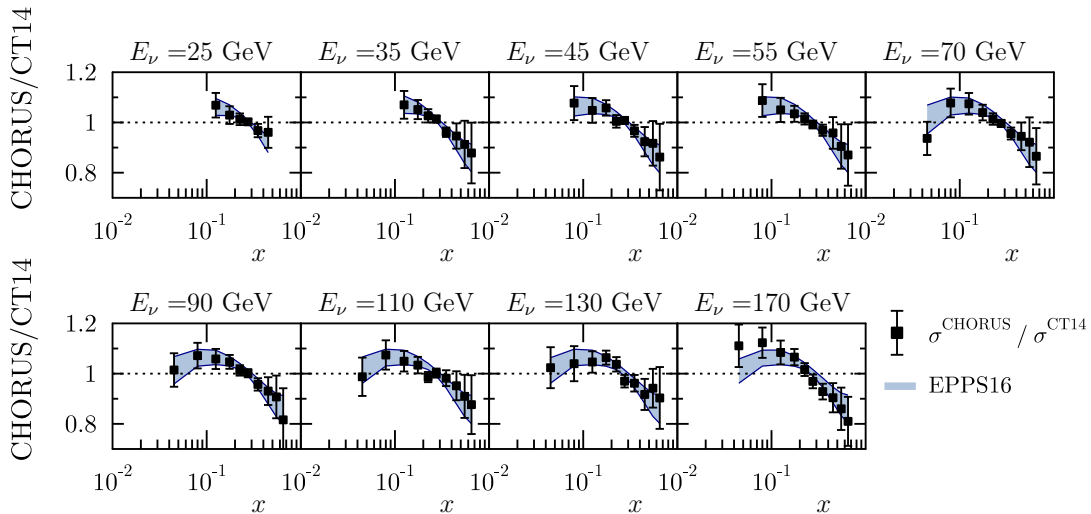 CHORUS/CT14
E_ν =25 GeV E_ν =35 GeV E_ν =45 GeV E_ν =55 GeV E_ν =70 GeV
1.2
1
0.8
10⁻² 10⁻¹ 10⁻² 10⁻¹ 10⁻² 10⁻¹ 10⁻² 10⁻¹ 10⁻² 10⁻¹
x x x x x
CHORUS/CT14
E_ν =90 GeV E_ν =110 GeV E_ν =130 GeV E_ν =170 GeV
1.2
1
0.8
10⁻² 10⁻¹ 10⁻² 10⁻¹ 10⁻² 10⁻¹ 10⁻² 10⁻¹
x x x x
σ^CHORUS / σ^CT14
EPPS16